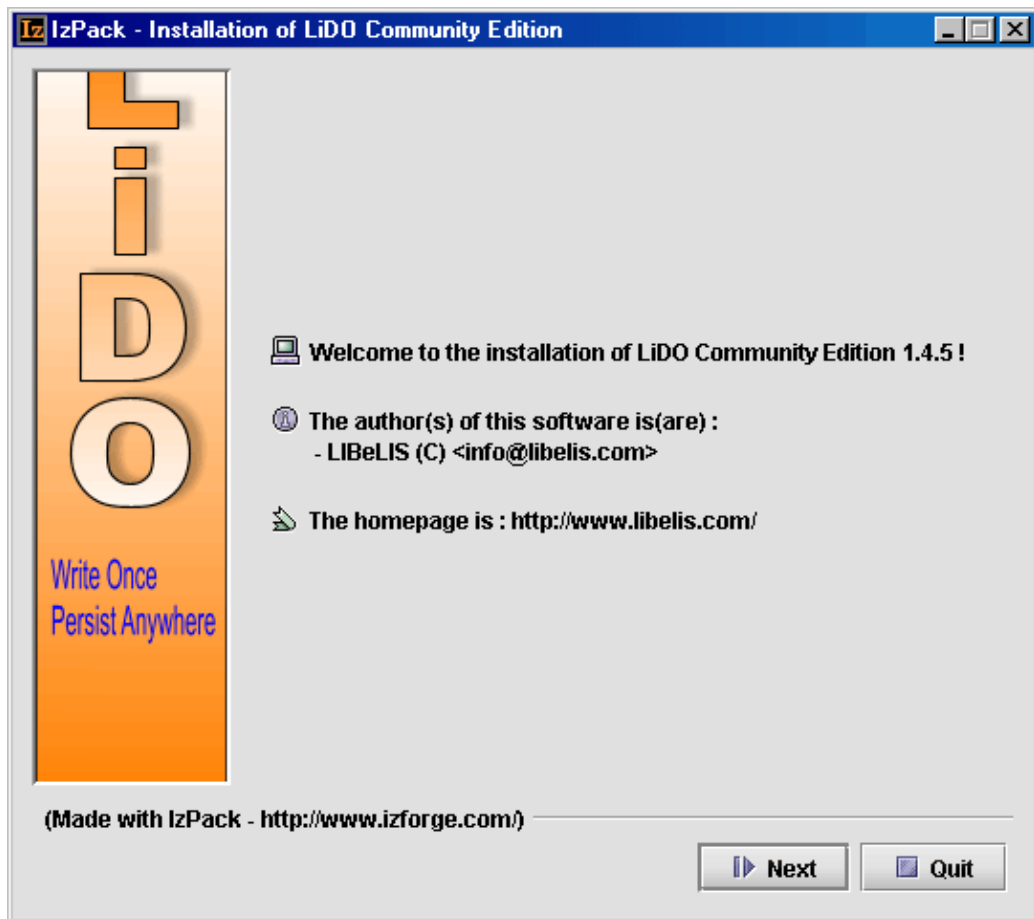 IzPack - Installation of LiDO Community Edition
LiDO
Write Once
Persist Anywhere
Welcome to the installation of LiDO Community Edition 1.4.5 !
The author(s) of this software is(are) :
- LIBeLIS (C) <info@libelis.com>
The homepage is : http://www.libelis.com/
(Made with IzPack - http://www.izforge.com/)
Next
Quit